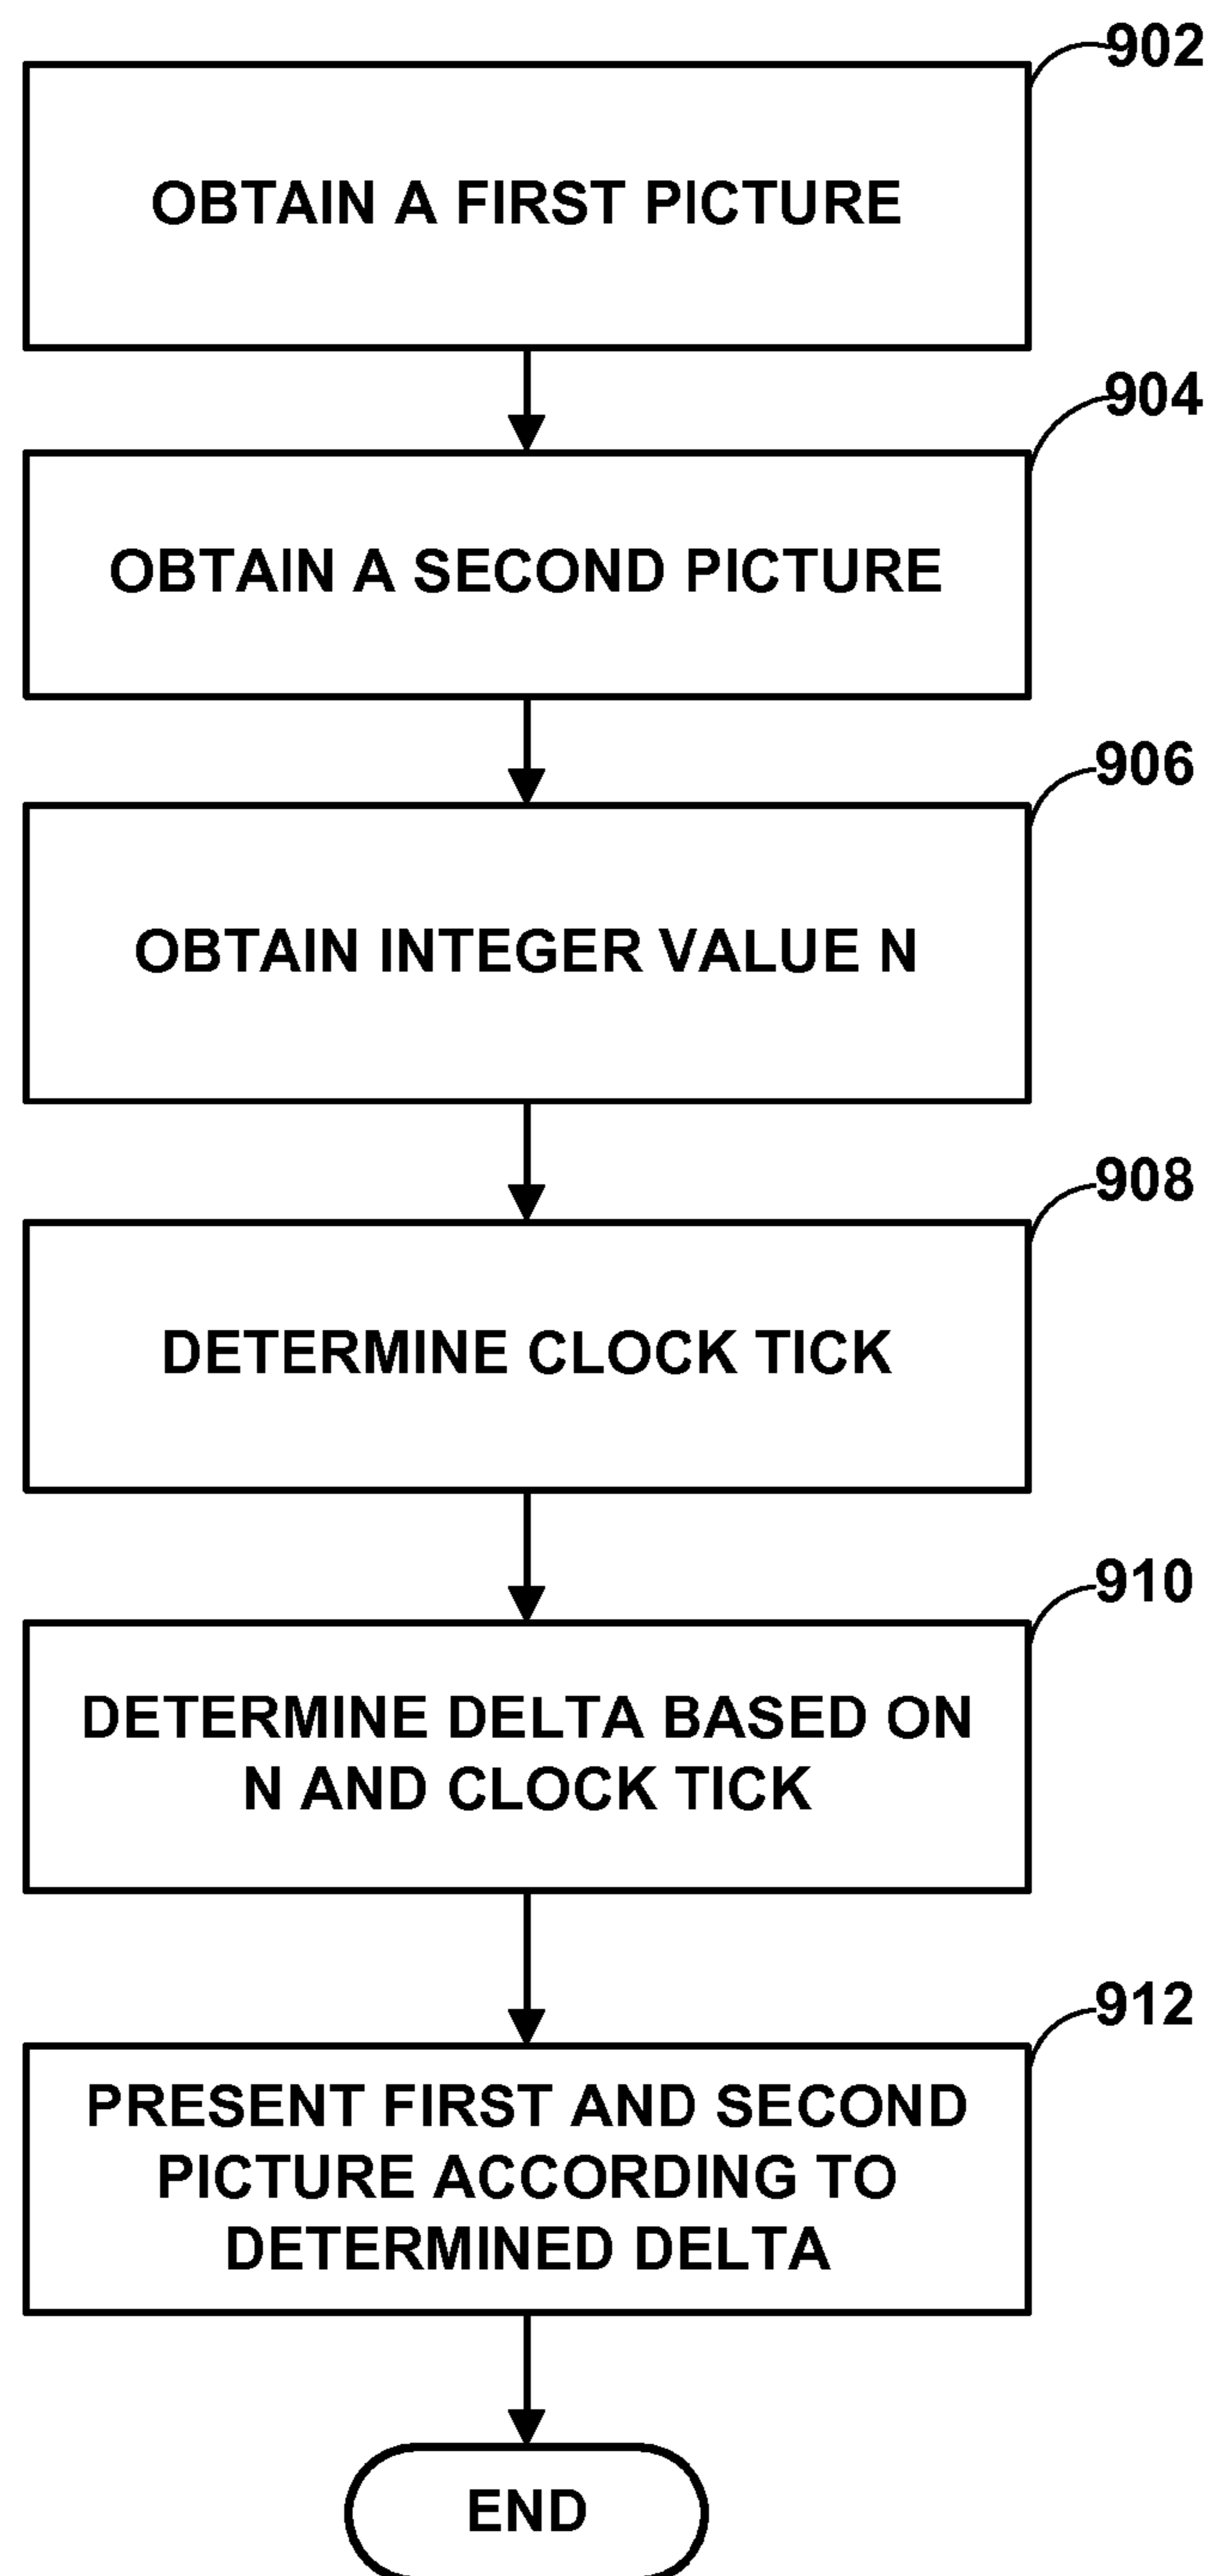 902
OBTAIN A FIRST PICTURE
904
OBTAIN A SECOND PICTURE
906
OBTAIN INTEGER VALUE N
908
DETERMINE CLOCK TICK
910
DETERMINE DELTA BASED ON
N AND CLOCK TICK
912
PRESENT FIRST AND SECOND
PICTURE ACCORDING TO
DETERMINED DELTA
END